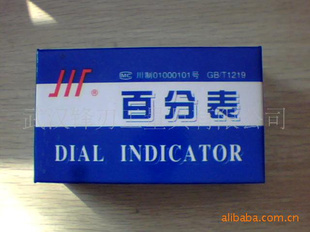 MC 川制01000101号 GB/T1219
百分表
DIAL INDICATOR
alibaba.com.cn